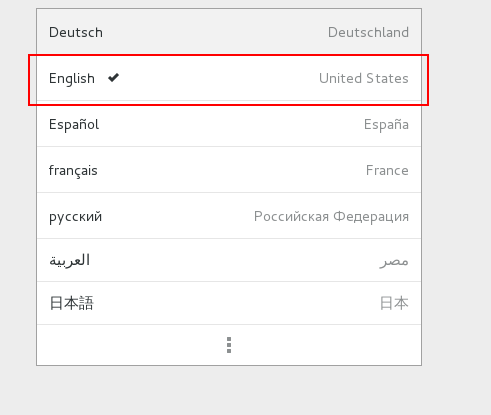 Deutsch Deutschland
English ✔ United States
Español España
français France
русский Российская Федерация
العربية مصر
日本語 日本